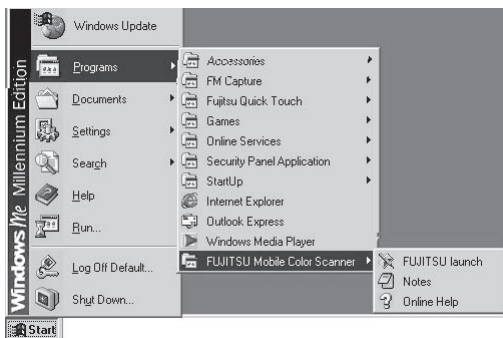 Windows Me Millennium Edition
Windows Update
Programs
Documents
Settings
Search
Help
Run...
Log Off Default...
Shut Down...
Start
Accessories
FM Capture
Fujitsu Quick Touch
Games
Online Services
Security Panel Application
StartUp
Internet Explorer
Outlook Express
Windows Media Player
FUJITSU Mobile Color Scanner
FUJITSU launch
Notes
Online Help